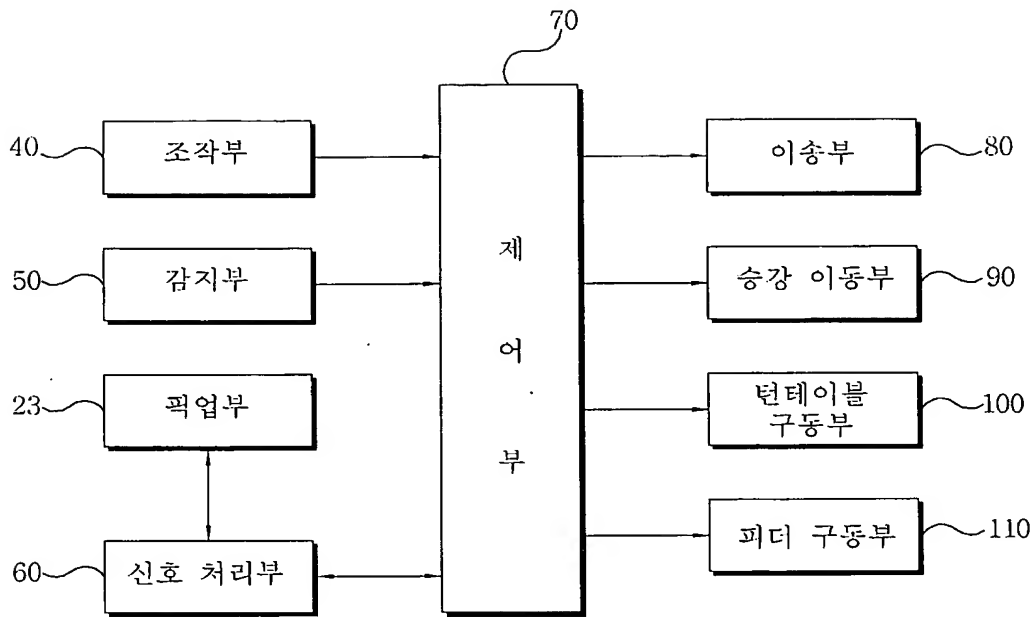 70
40
조작부
이송부
80
50
감지부
제
어
부
승강 이동부
90
23
픽업부
턴테이블
구동부
100
60
신호 처리부
피더 구동부
110